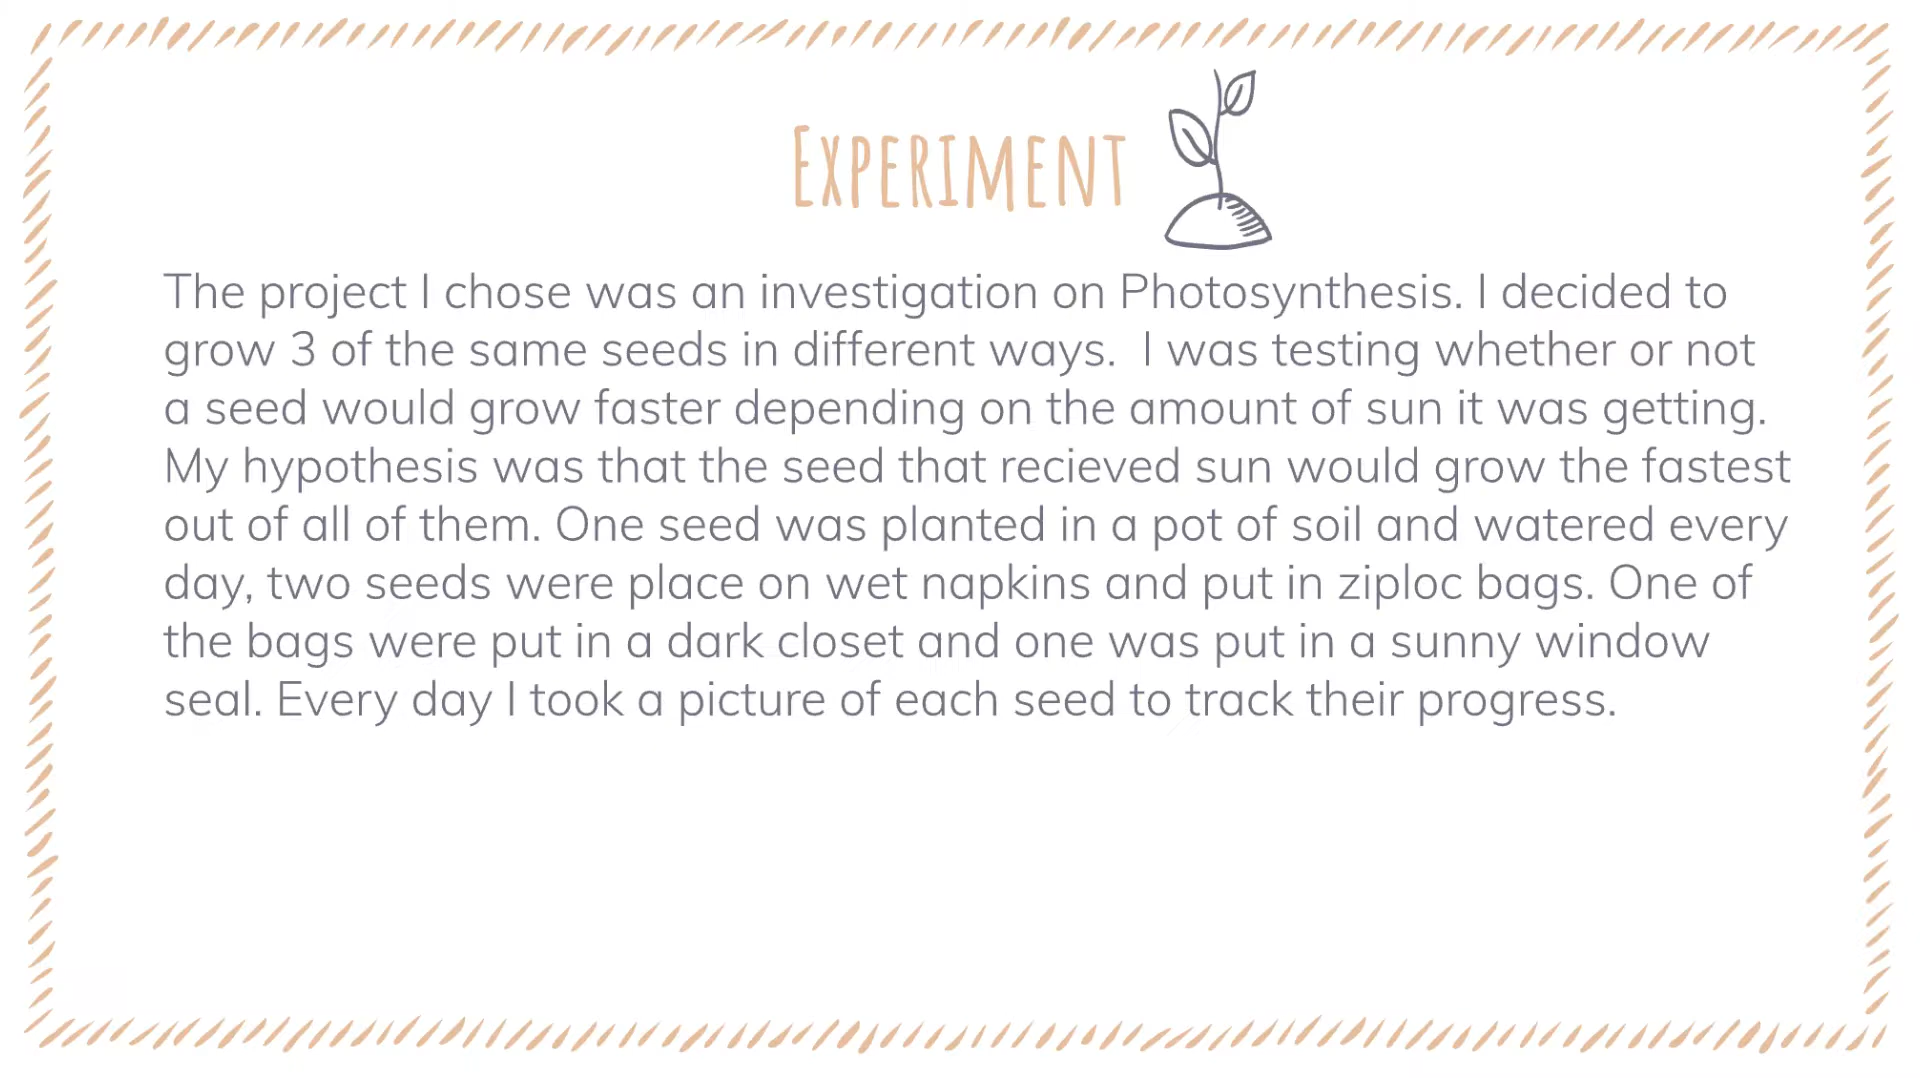 EXPERIMENT
The project I chose was an investigation on Photosynthesis. I decided to
grow 3 of the same seeds in different ways.  I was testing whether or not
a seed would grow faster depending on the amount of sun it was getting.
My hypothesis was that the seed that recieved sun would grow the fastest
out of all of them. One seed was planted in a pot of soil and watered every
day, two seeds were place on wet napkins and put in ziploc bags. One of
the bags were put in a dark closet and one was put in a sunny window
seal. Every day I took a picture of each seed to track their progress.